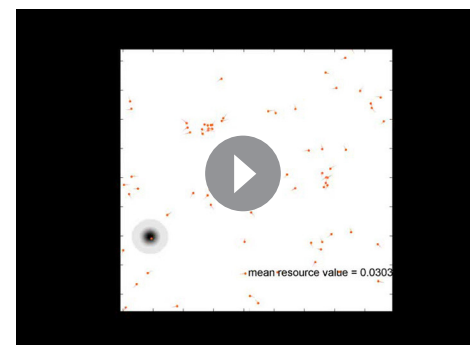 mean resource value = 0.0303